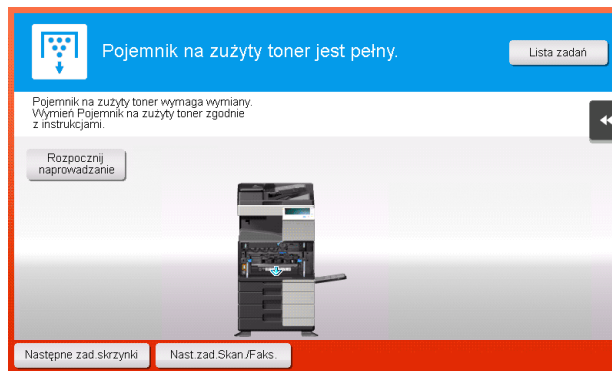 Pojemnik na zużyty toner jest pełny.
Lista zadań
Pojemnik na zużyty toner wymaga wymiany.
Wymień Pojemnik na zużyty toner zgodnie
z instrukcjami.
Rozpocznij
naprowadzanie
Następne zad.skrzynki
Nast.zad.Skan./Faks.